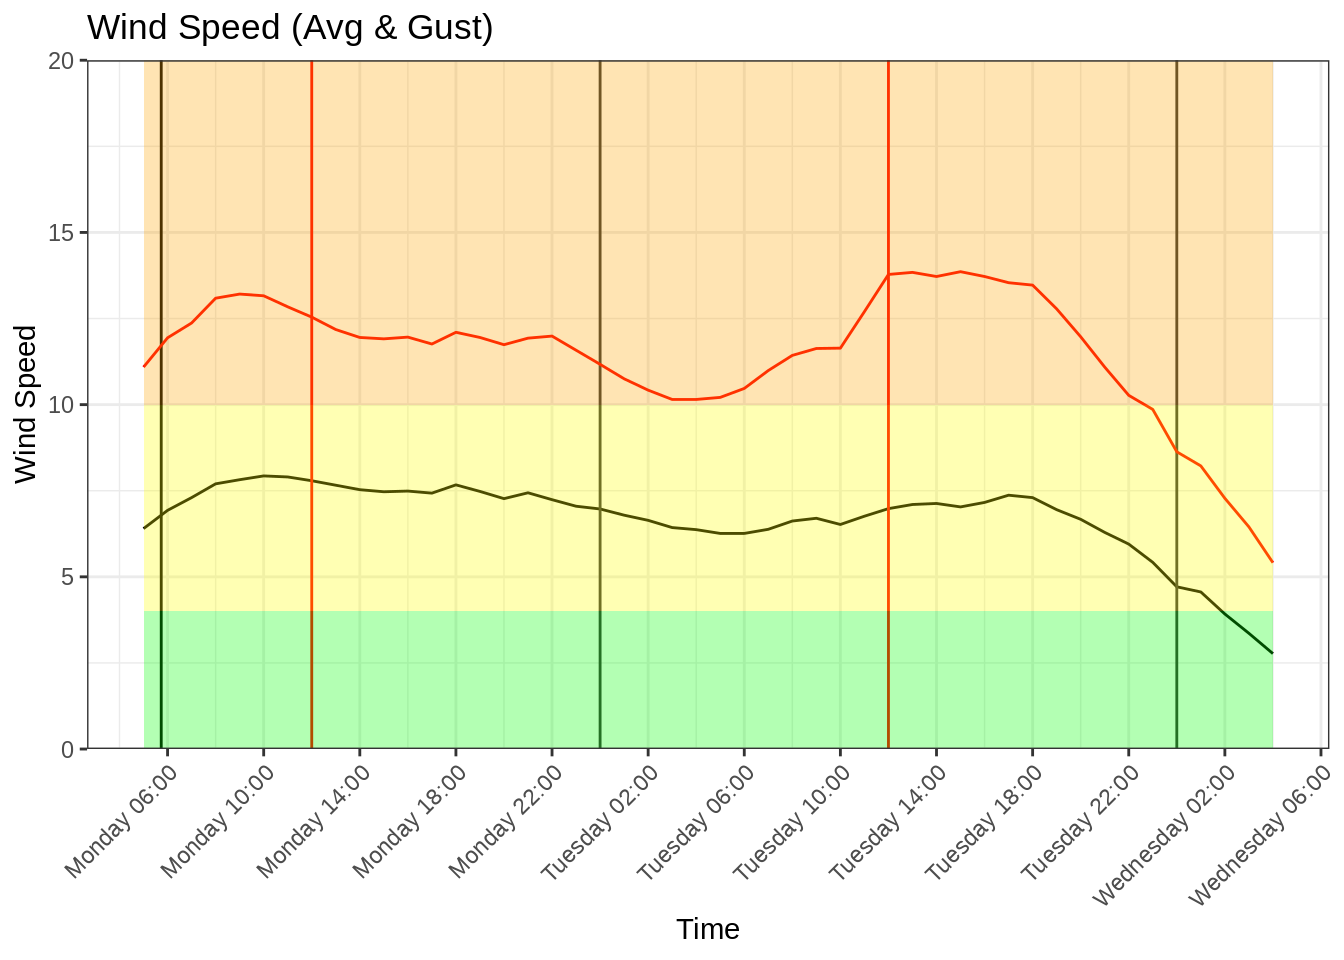 Wind Speed (Avg & Gust)
20
15
10
5
0
Wind Speed
Monday 06:00
Monday 10:00
Monday 14:00
Monday 18:00
Monday 22:00
Tuesday 02:00
Tuesday 06:00
Tuesday 10:00
Tuesday 14:00
Tuesday 18:00
Tuesday 22:00
Wednesday 02:00
Wednesday 06:00
Time